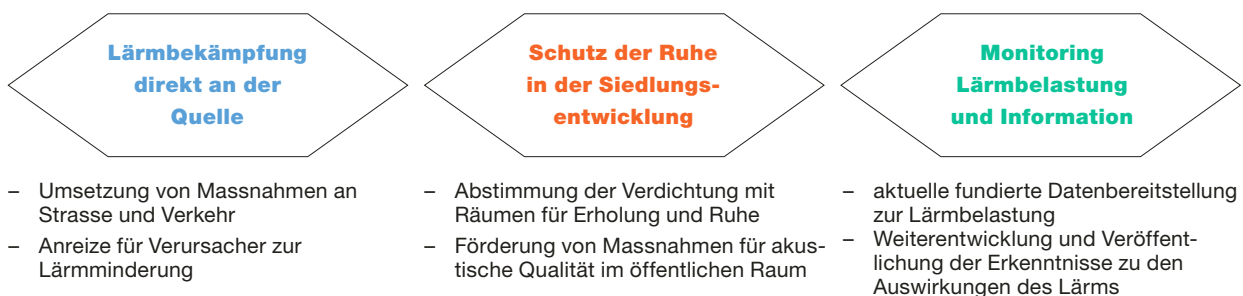 Lärmbekämpfung
direkt an der
Quelle
– Umsetzung von Massnahmen an
Strasse und Verkehr
– Anreize für Verursacher zur
Lärmminderung
Schutz der Ruhe
in der Siedlungs-
entwicklung
– Abstimmung der Verdichtung mit
Räumen für Erholung und Ruhe
– Förderung von Massnahmen für akus-
tische Qualität im öffentlichen Raum
Monitoring
Lärmbelastung
und Information
– aktuelle fundierte Datenbereitstellung
zur Lärmbelastung
– Weiterentwicklung und Veröffent-
lichung der Erkenntnisse zu den
Auswirkungen des Lärms